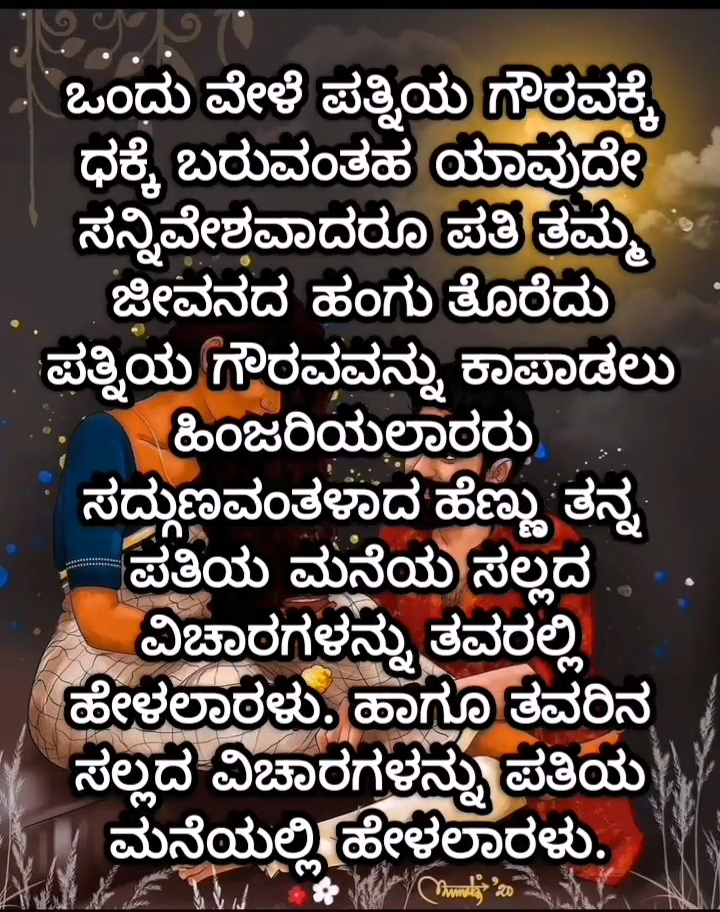 ಒಂದು ವೇಳೆ ಪತ್ನಿಯ ಗೌರವಕ್ಕೆ
ಧಕ್ಕೆ ಬರುವಂತಹ ಯಾವುದೇ
ಸನ್ನಿವೇಶವಾದರೂ ಪತಿ ತಮ್ಮ
ಜೀವನದ ಹಂಗು ತೊರೆದು
ಪತ್ನಿಯ ಗೌರವವನ್ನು ಕಾಪಾಡಲು
ಹಿಂಜರಿಯಲಾರರು
ಸದ್ಗುಣವಂತಳಾದ ಹೆಣ್ಣು ತನ್ನ
ಪತಿಯ ಮನೆಯ ಸಲ್ಲದ
ವಿಚಾರಗಳನ್ನು ತವರಲ್ಲಿ
ಹೇಳಲಾರಳು. ಹಾಗೂ ತವರಿನ
ಸಲ್ಲದ ವಿಚಾರಗಳನ್ನು ಪತಿಯ
ಮನೆಯಲ್ಲಿ ಹೇಳಲಾರಳು.
'20